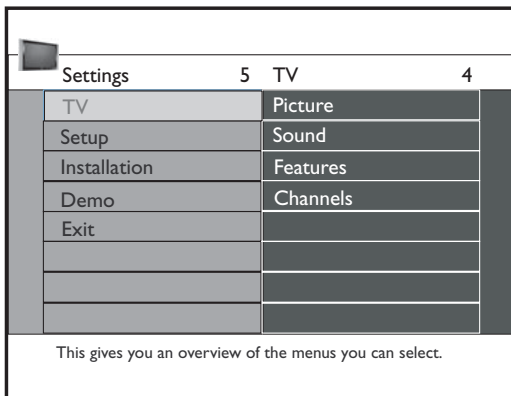 Settings 5 TV 4
TV Picture
Setup Sound
Installation Features
Demo Channels
Exit
This gives you an overview of the menus you can select.